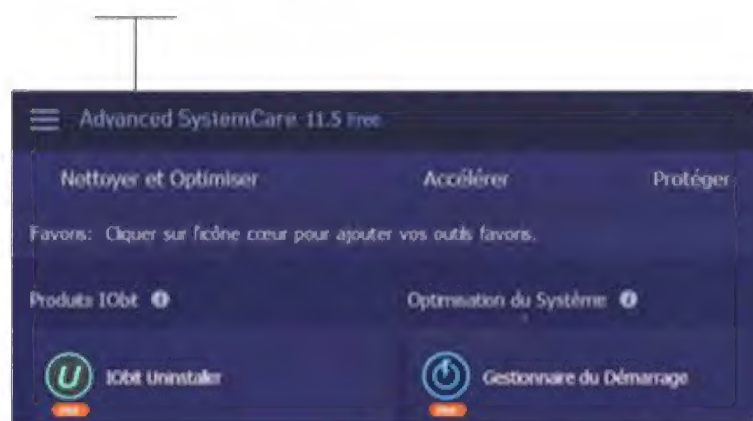 Advanced SystemCare 11.5 Free
Nettoyer et Optimiser Accélérer Protéger
Favoris: Cliquer sur l'icône cœur pour ajouter vos outils favoris.
Produits IObit Optimisation du Système
IObit Uninstaller Gestionnaire du Démarrage